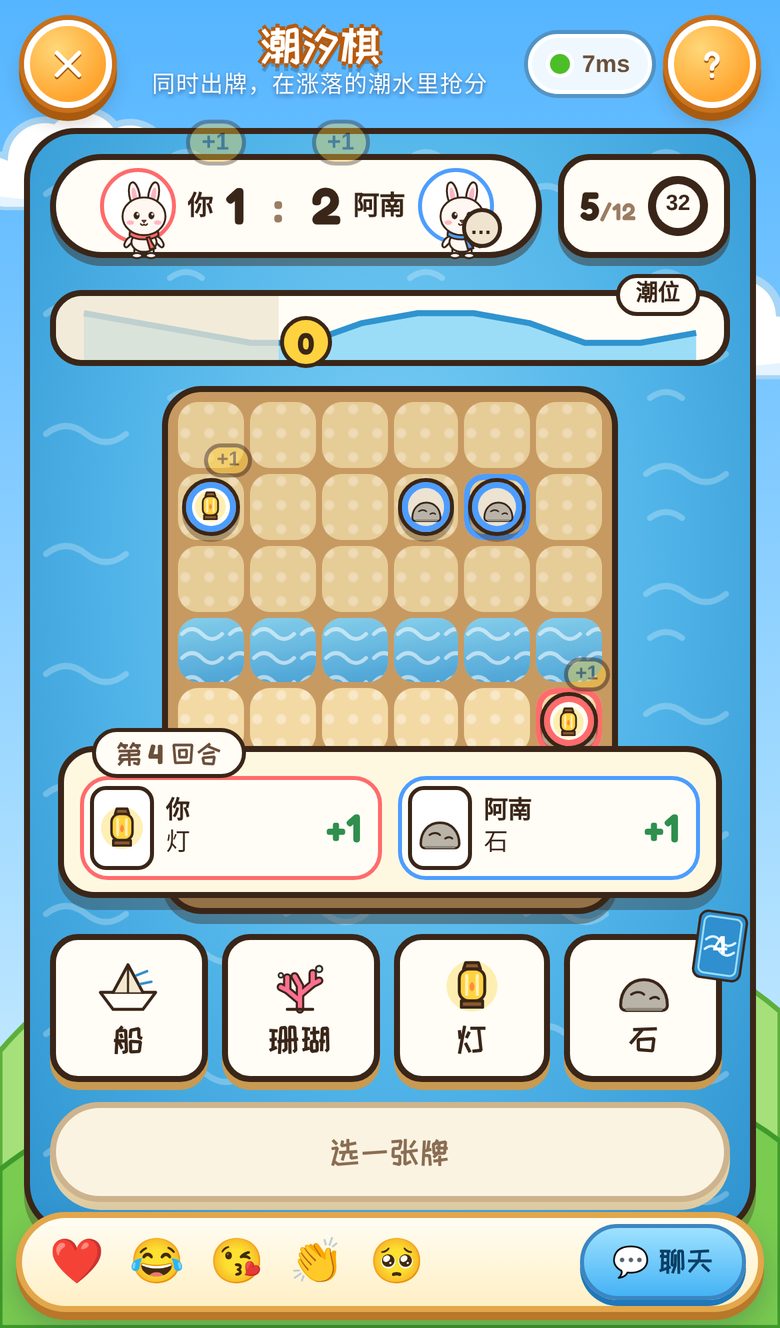 潮汐棋
同时出牌，在涨落的潮水里抢分
7ms
?
+1
+1
你 1 : 2 阿南
...
5/12
32
潮位
0
+1
+1
第4回合
你
灯
+1
阿南
石
+1
4
船
珊瑚
灯
石
选一张牌
聊天